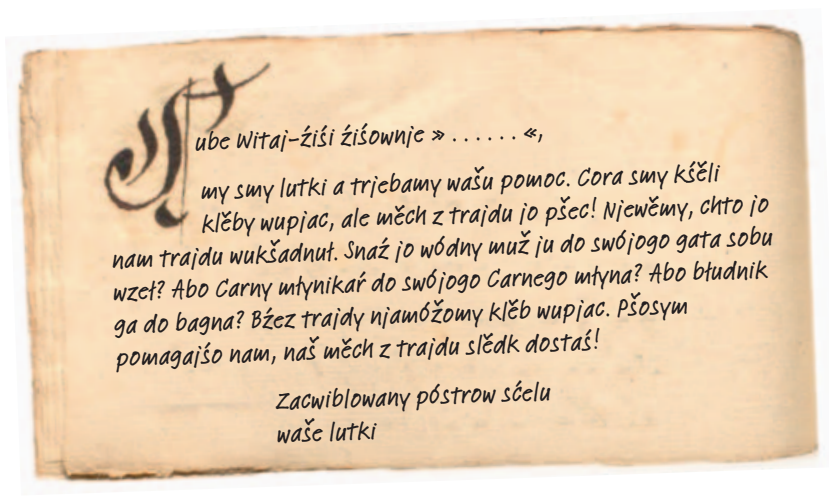 Lube Witaj-źiśi źiśownje » . . . . . . «,
my smy lutki a trjebamy wašu pomoc. Cora smy kśěli
klěby wupjac, ale měch z trajdu jo pšec! Njewěmy, chto jo
nam trajdu wukšadnuł. Snaź jo wódny muž ju do swójogo gata sobu
wzeł? Abo Carny młynikaŕ do swójogo Carnego młyna? Abo błudnik
ga do bagna? Bźez trajdy njamóžomy klěb wupjac. Pšosym
pomagajśo nam, naš měch z trajdu slědk dostaś!
Zacwiblowany póstrow sćelu
waše lutki